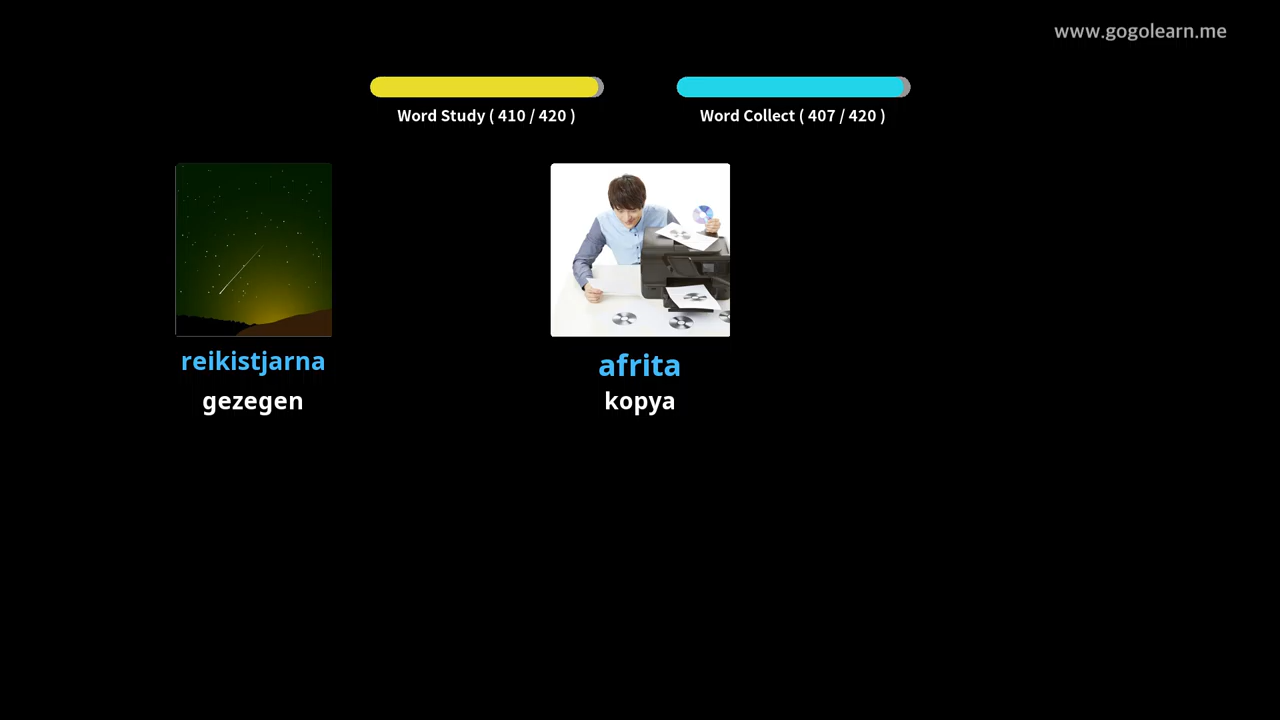 www.gogolearn.me
Word Study ( 410 / 420 )
Word Collect ( 407 / 420 )
reikistjarna
afrita
gezegen
kopya